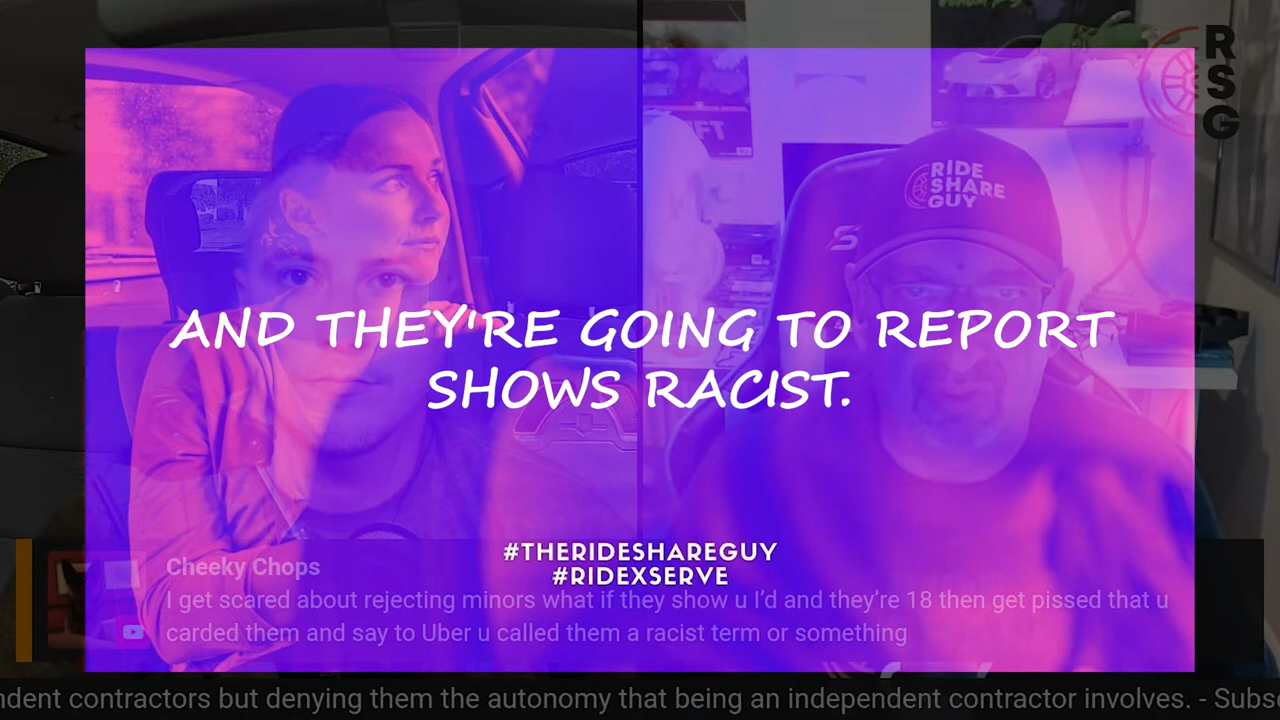 R
S
G
FT
RIDE
SHARE
GUY
S
AND THEY'RE GOING TO REPORT
SHOWS RACIST.
#THERIDESHAREGUY
#RIDEXSERVE
Cheeky Chops
I get scared about rejecting minors what if they show u I’d and they’re 18 then get pissed that u
carded them and say to Uber u called them a racist term or something
ndent contractors but denying them the autonomy that being an independent contractor involves. - Subs